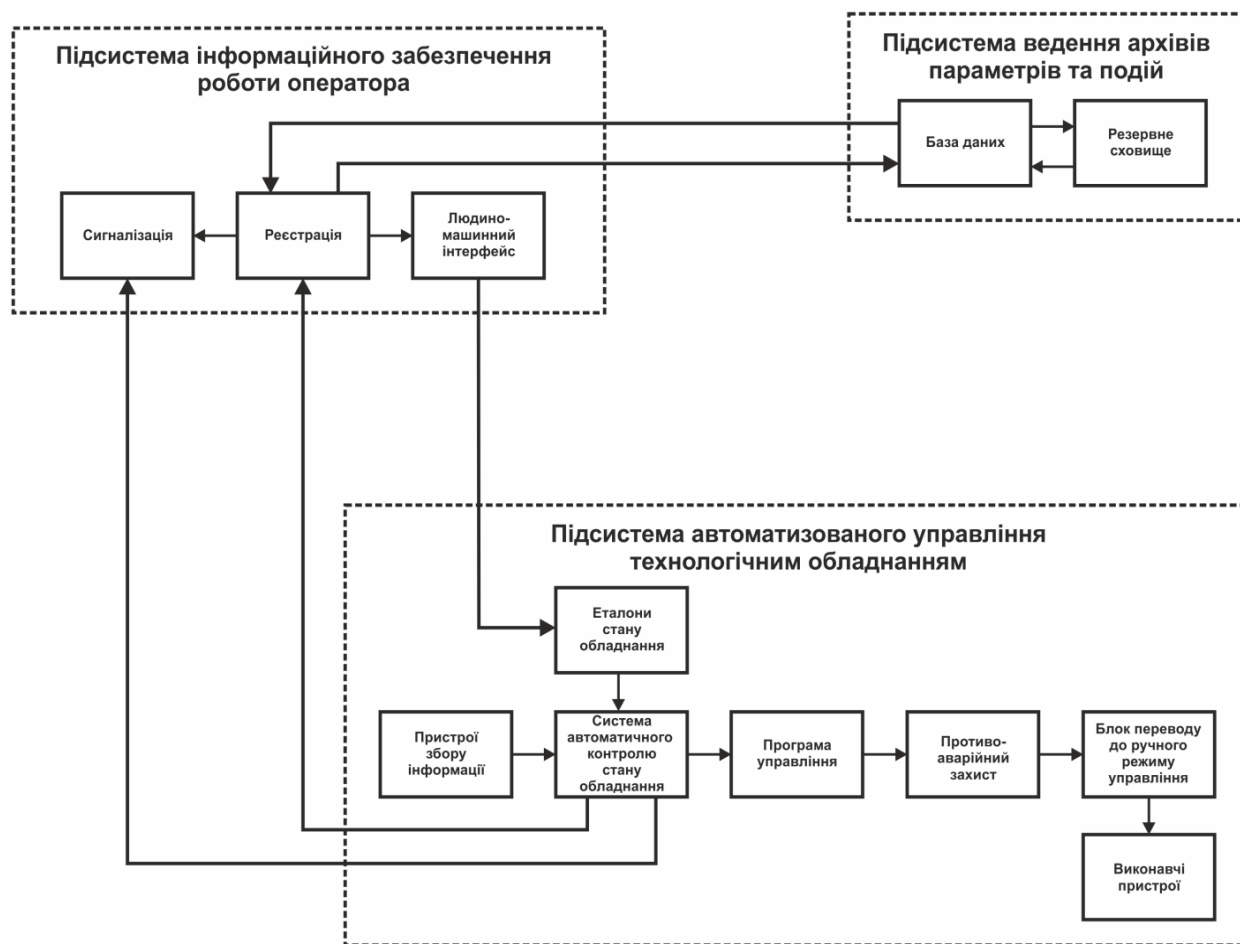 Підсистема інформаційного забезпечення
роботи оператора
Підсистема ведення архівів
параметрів та подій
База даних
Резервне
сховище
Сигналізація
Реєстрація
Людино-
машинний
інтерфейс
Підсистема автоматизованого управління
технологічним обладнанням
Еталони
стану
обладнання
Пристрої
збору
інформації
Система
автоматичного
контролю
стану
обладнання
Програма
управління
Противо-
аварійний
захист
Блок переводу
до ручного
режиму
управління
Виконавчі
пристрої